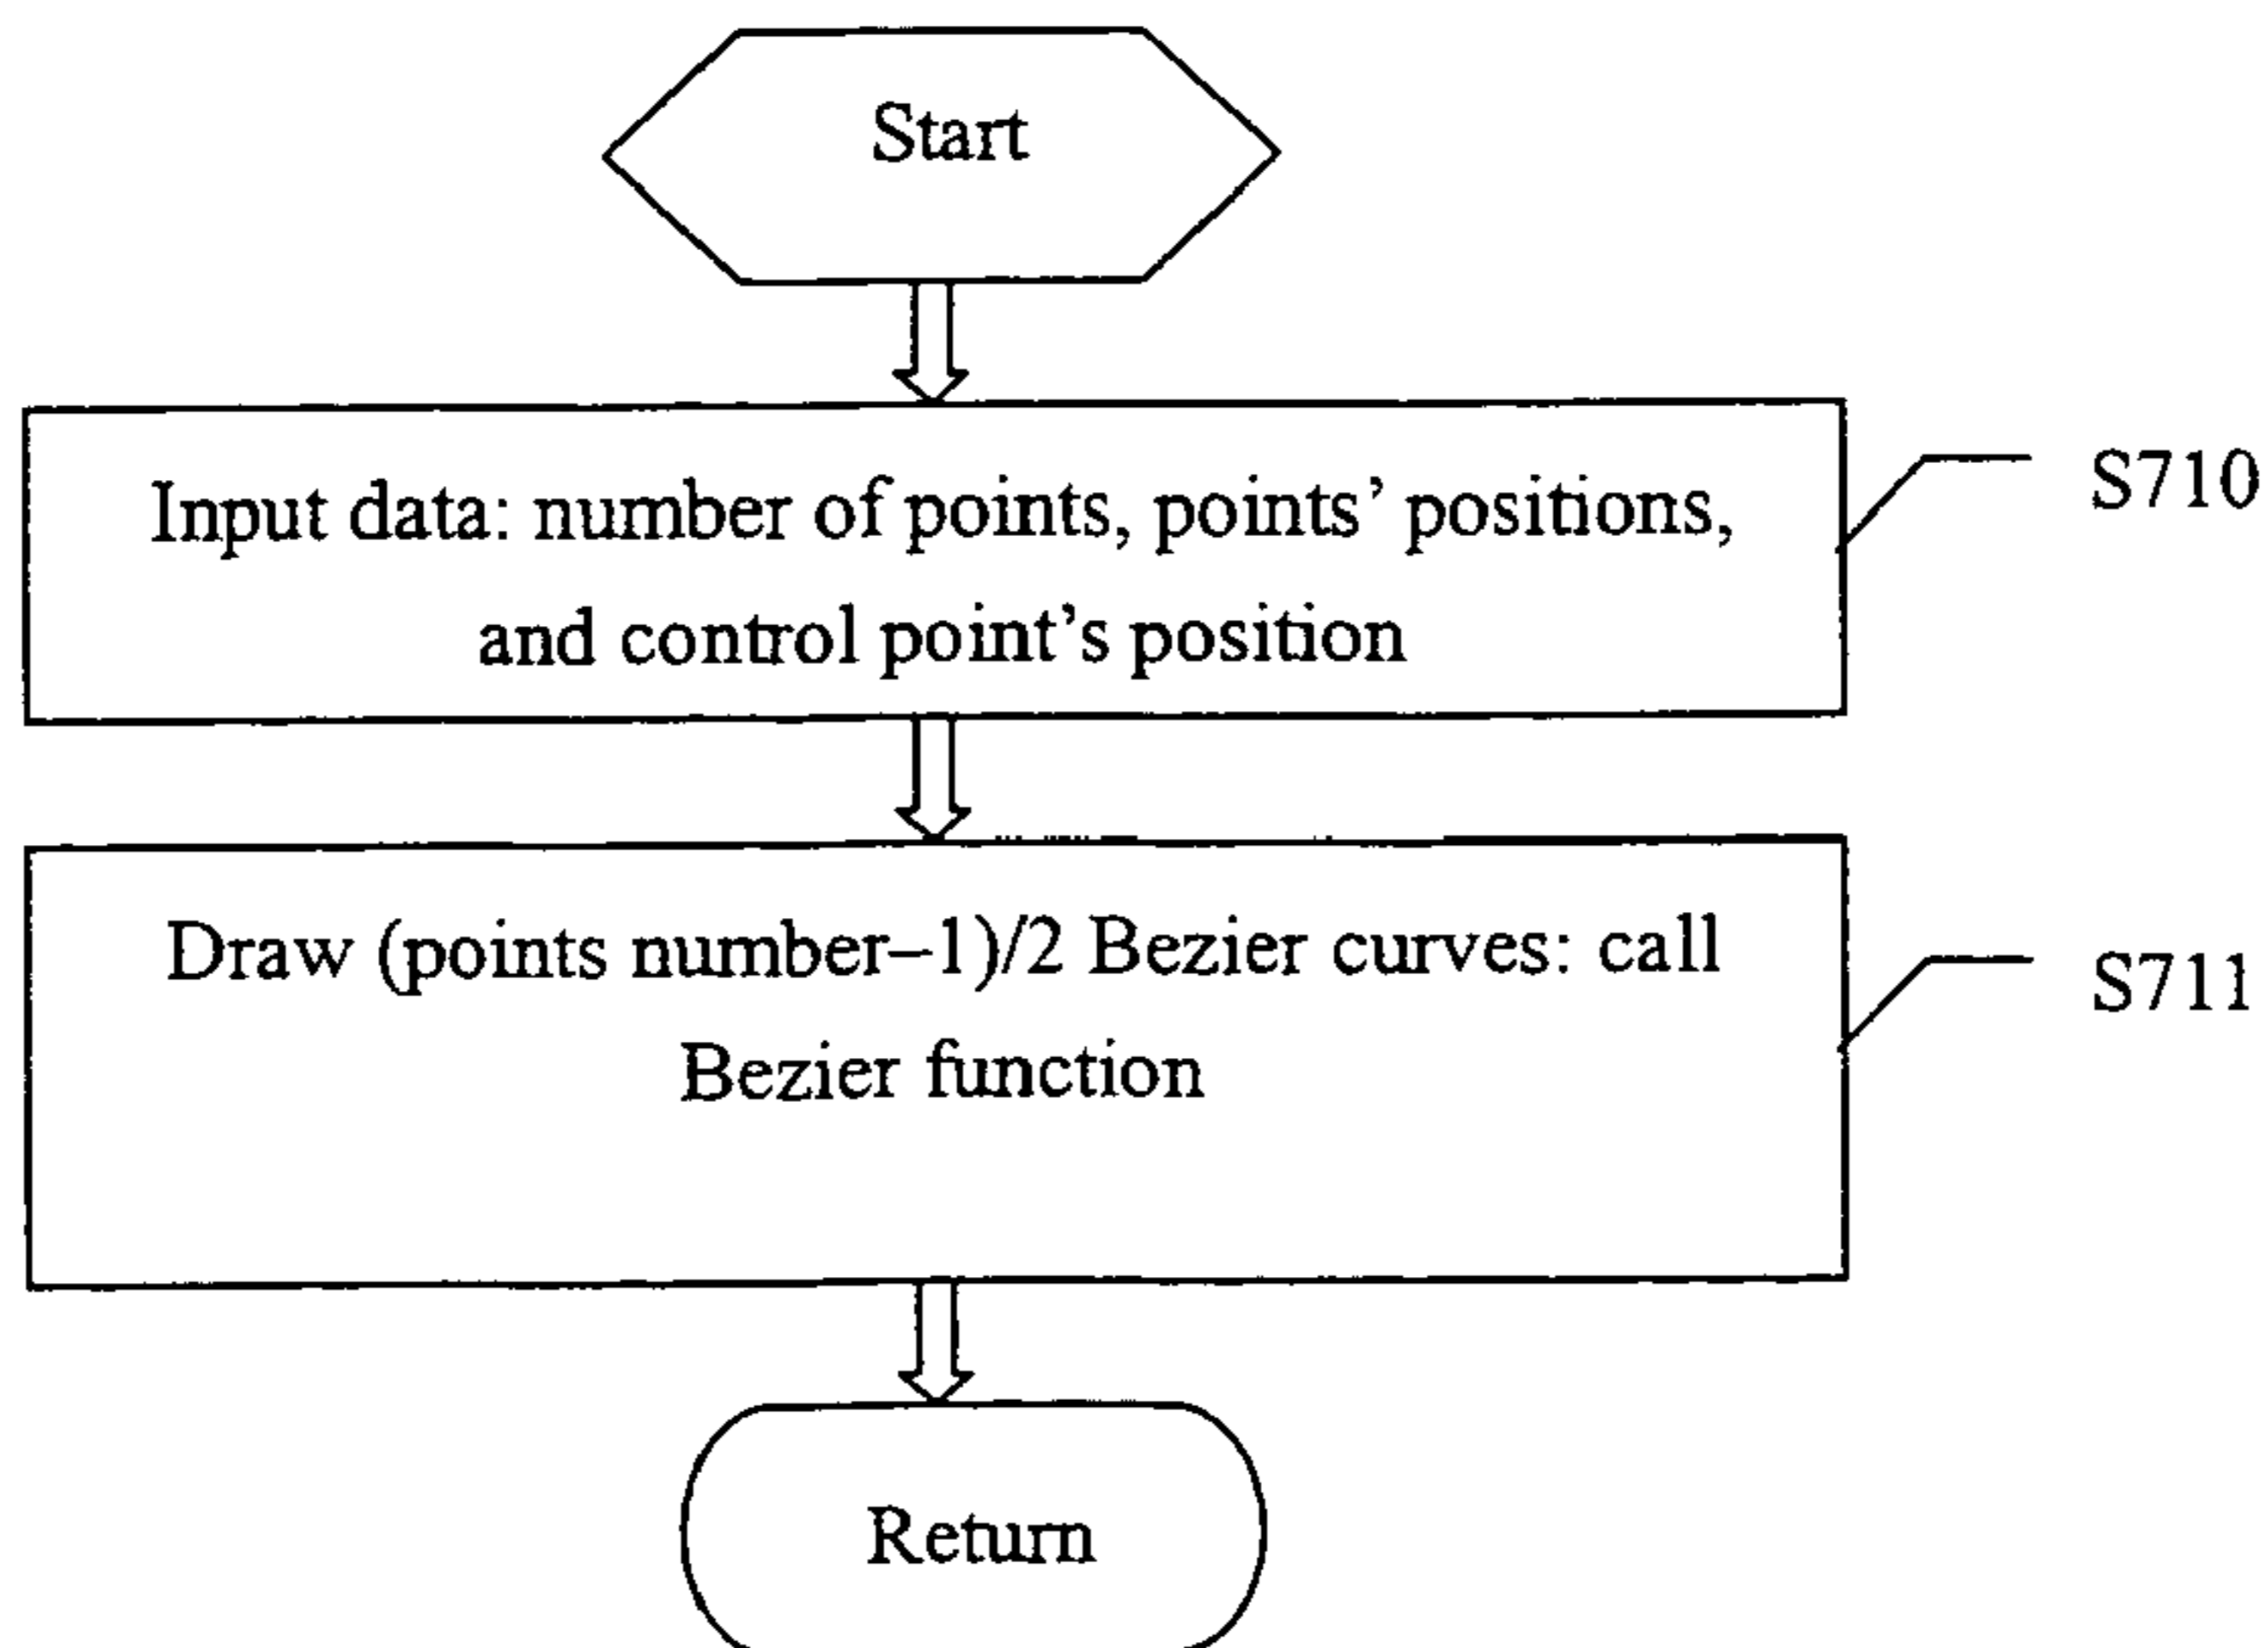 Start
Input data: number of points, points’ positions,
and control point’s position
S710
Draw (points number–1)/2 Bezier curves: call
Bezier function
S711
Return